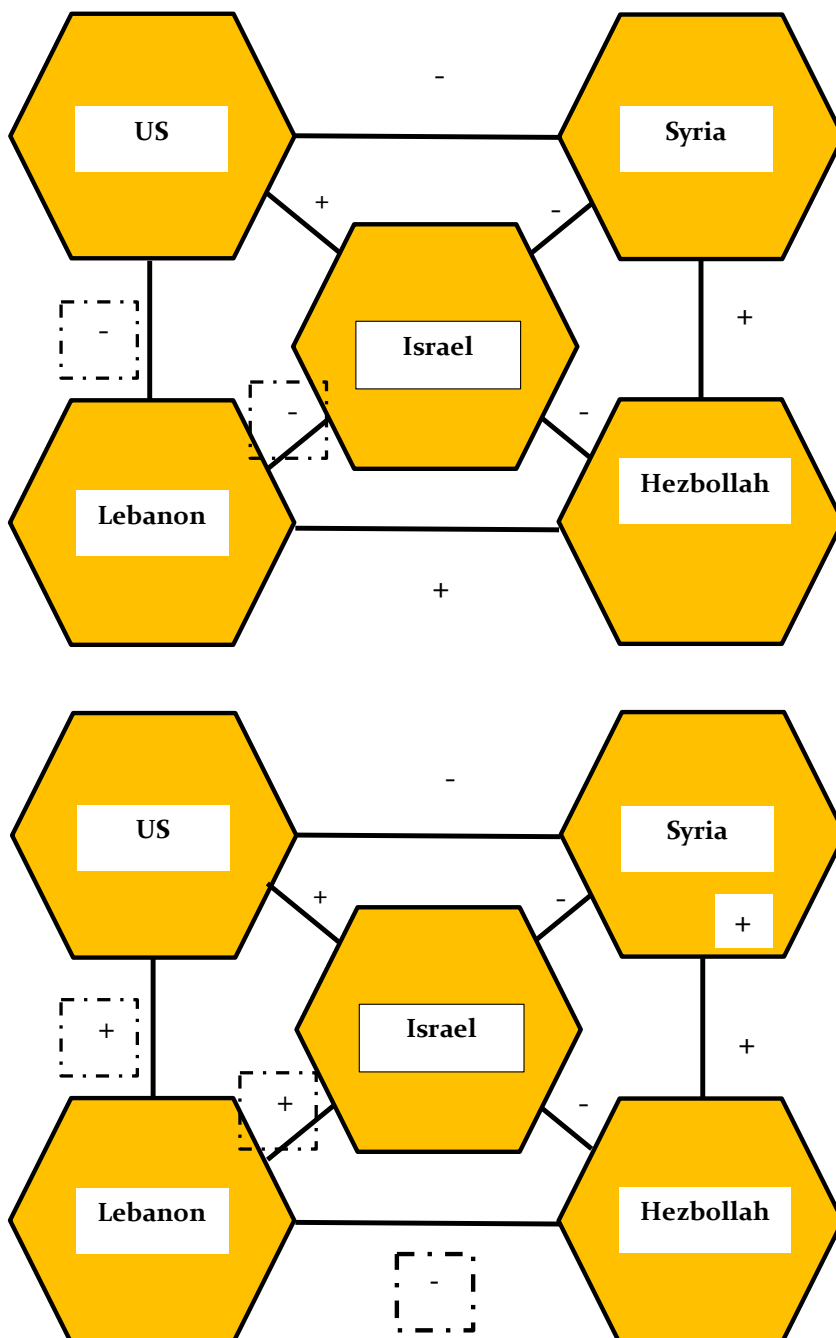 -
US
Syria
+
-
-
+
Israel
-
-
Hezbollah
Lebanon
+
-
US
Syria
+
-
+
+
Israel
+
+
-
Lebanon
Hezbollah
-